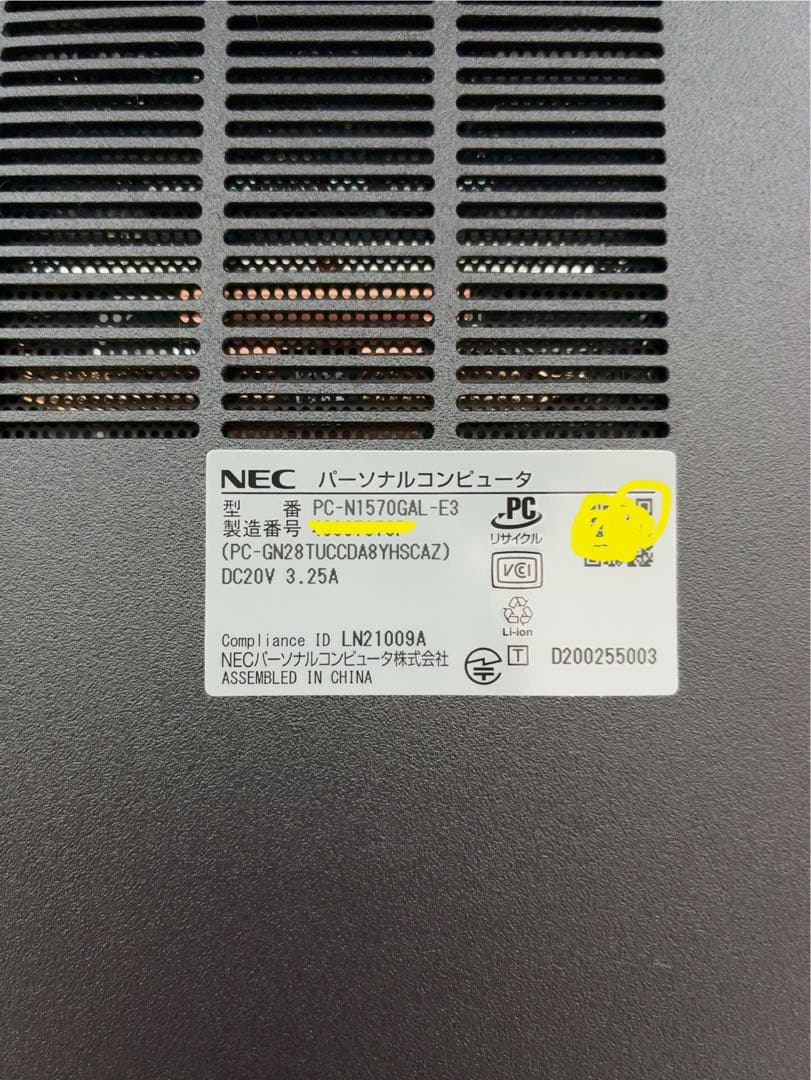 NEC パーソナルコンピュータ
型 番 PC-N1570GAL-E3
製造番号
(PC-GN28TUCCDA8YHSCAZ)
DC20V 3.25A
PC
リサイクル
VCI
Li-ion
Compliance ID LN21009A
NECパーソナルコンピュータ株式会社
ASSEMBLED IN CHINA
T D200255003